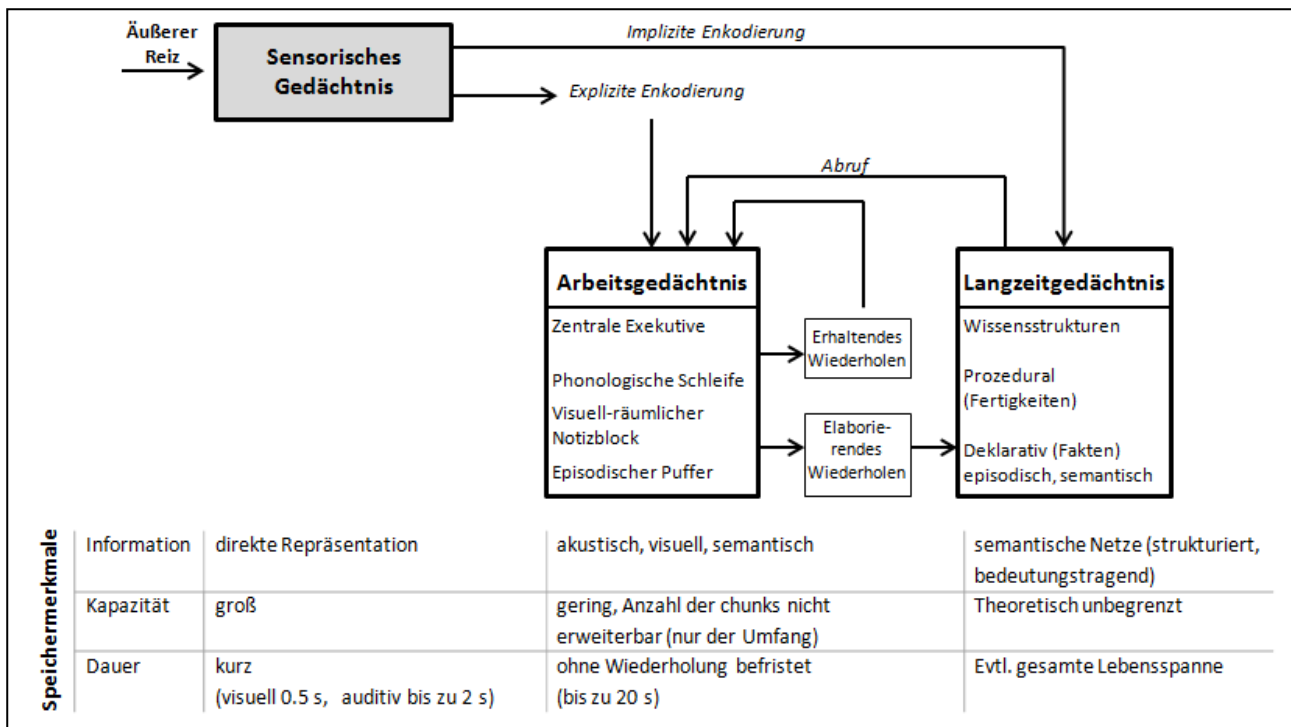 Äußerer
Reiz
Sensorisches
Gedächtnis
Implizite Enkodierung
Explizite Enkodierung
Abruf
Arbeitsgedächtnis
Zentrale Exekutive
Phonologische Schleife
Visuell-räumlicher
Notizblock
Episodischer Puffer
Erhaltendes
Wiederholen
Elaborie-
rendes
Wiederholen
Langzeitgedächtnis
Wissensstrukturen
Prozedural
(Fertigkeiten)
Deklarativ (Fakten)
episodisch, semantisch
Speichermerkmale
Information
direkte Repräsentation
akustisch, visuell, semantisch
semantische Netze (strukturiert,
bedeutungstragend)
Kapazität
groß
gering, Anzahl der chunks nicht
erweiterbar (nur der Umfang)
Theoretisch unbegrenzt
Dauer
kurz
(visuell 0.5 s, auditiv bis zu 2 s)
ohne Wiederholung befristet
(bis zu 20 s)
Evtl. gesamte Lebensspanne